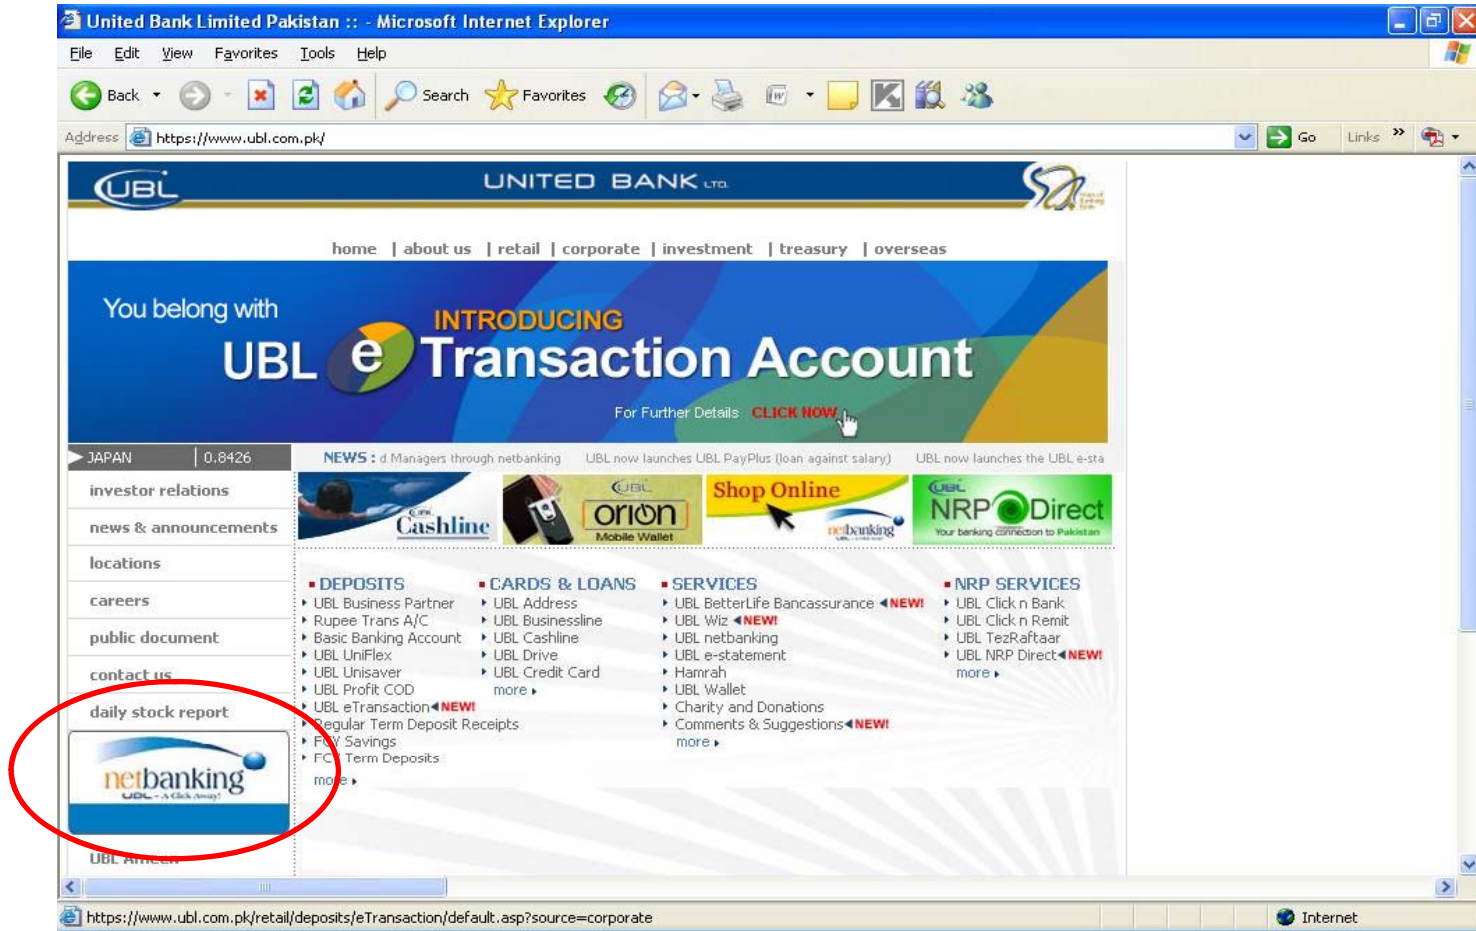 United Bank Limited Pakistan :: - Microsoft Internet Explorer
File Edit View Favorites Tools Help
Back Search Favorites
Address https://www.ubl.com.pk/ Go Links »
UBL UNITED BANK LTD.
home | about us | retail | corporate | investment | treasury | overseas
You belong with
INTRODUCING
UBL e Transaction Account
For Further Details CLICK NOW
JAPAN | 0.8426
NEWS : d Managers through netbanking UBL now launches UBL PayPlus (loan against salary) UBL now launches the UBL e-sta
investor relations
news & announcements
locations
careers
public document
contact us
daily stock report
netbanking
UBL - A Click Away!
UBL Ameen
UBL
Cashline
UBL
orion
Mobile Wallet
Shop Online
netbanking
UBL
NRP Direct
Your banking connection to Pakistan
DEPOSITS
UBL Business Partner
Rupee Trans A/C
Basic Banking Account
UBL UniFlex
UBL Unisaver
UBL Profit COD
UBL eTransaction NEW!
Regular Term Deposit Receipts
FCY Savings
FCY Term Deposits
more
CARDS & LOANS
UBL Address
UBL Businessline
UBL Cashline
UBL Drive
UBL Credit Card
more
SERVICES
UBL BetterLife Bancassurance NEW!
UBL Wiz NEW!
UBL netbanking
UBL e-statement
Hamrah
UBL Wallet
Charity and Donations
Comments & Suggestions NEW!
more
NRP SERVICES
UBL Click n Bank
UBL Click n Remit
UBL TezRaftaar
UBL NRP Direct NEW!
more
https://www.ubl.com.pk/retail/deposits/eTransaction/default.asp?source=corporate
Internet